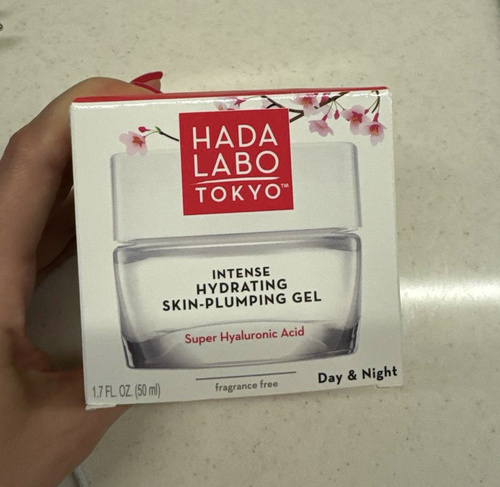 HADA
LABO
TOKYO™
INTENSE
HYDRATING
SKIN-PLUMPING GEL
Super Hyaluronic Acid
1.7 FL. OZ. (50 ml)
fragrance free
Day & Night